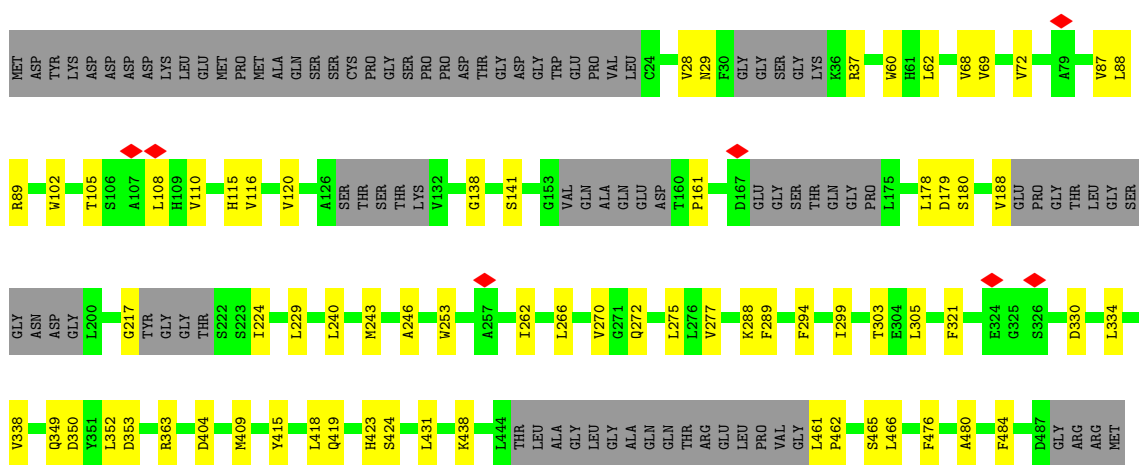 MET ASP TYR LYS ASP ASP ASP ASP LYS LEU GLU MET PRO MET ALA GLN SER SER CYS PRO GLY SER PRO PRO ASP THR GLY ASP GLY TRP GLU PRO VAL LEU C24 V28 N29 F30 GLY GLY SER GLY LYS K36 R37 W60 H61 L62 V68 V69 V72 A79 V87 L88
R89 W102 T105 S106 A107 L108 H109 V110 H115 V116 V120 A126 SER THR SER THR LYS V132 G138 S141 G153 VAL GLN ALA GLN GLU ASP T160 P161 D167 GLU GLY SER THR GLN GLY PRO L175 L178 D179 S180 V188 GLU PRO GLY THR LEU GLY SER
GLY ASN ASP GLY L200 G217 TYR GLY GLY THR S222 S223 I224 L229 L240 M243 A246 W253 A257 I262 L266 V270 G271 Q272 L275 L276 V277 K288 F289 F294 I299 T303 E304 L305 F321 E324 G325 S326 D330 L334
V338 Q349 D350 Y351 L352 D353 R363 D404 M409 Y415 L418 Q419 H423 S424 L431 K438 L444 THR LEU ALA GLY LEU GLY ALA GLN GLN THR ARG GLU LEU PRO VAL GLY L461 P462 S465 L466 F476 A480 F484 D487 GLY ARG ARG MET